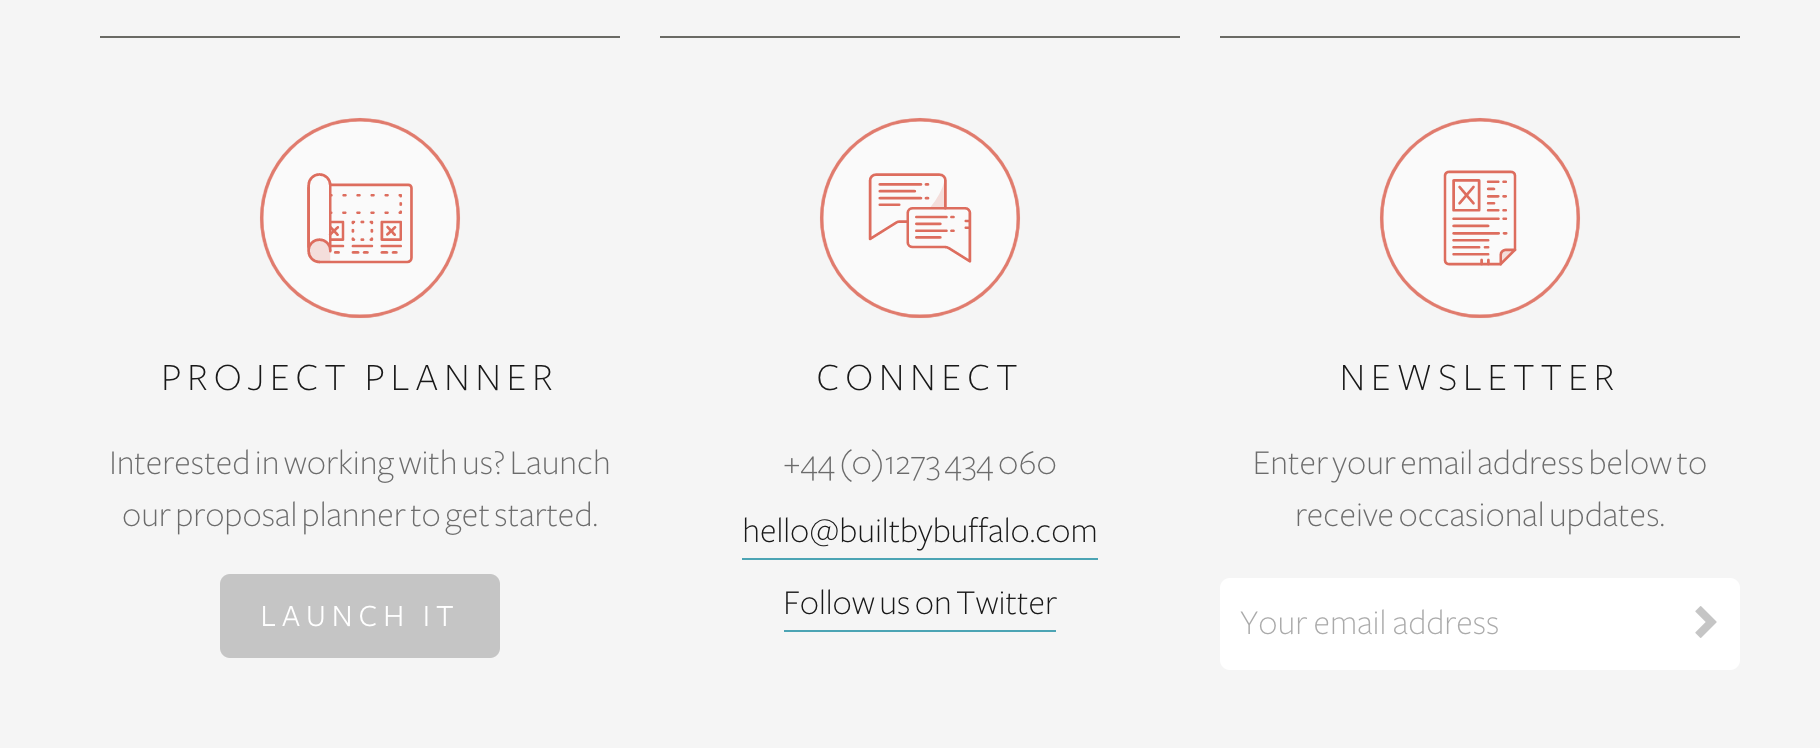 PROJECT PLANNER
Interested in working with us? Launch
our proposal planner to get started.
LAUNCH IT
CONNECT
+44 (0)1273 434 060
hello@builtbybuffalo.com
Follow us on Twitter
NEWSLETTER
Enter your email address below to
receive occasional updates.
Your email address